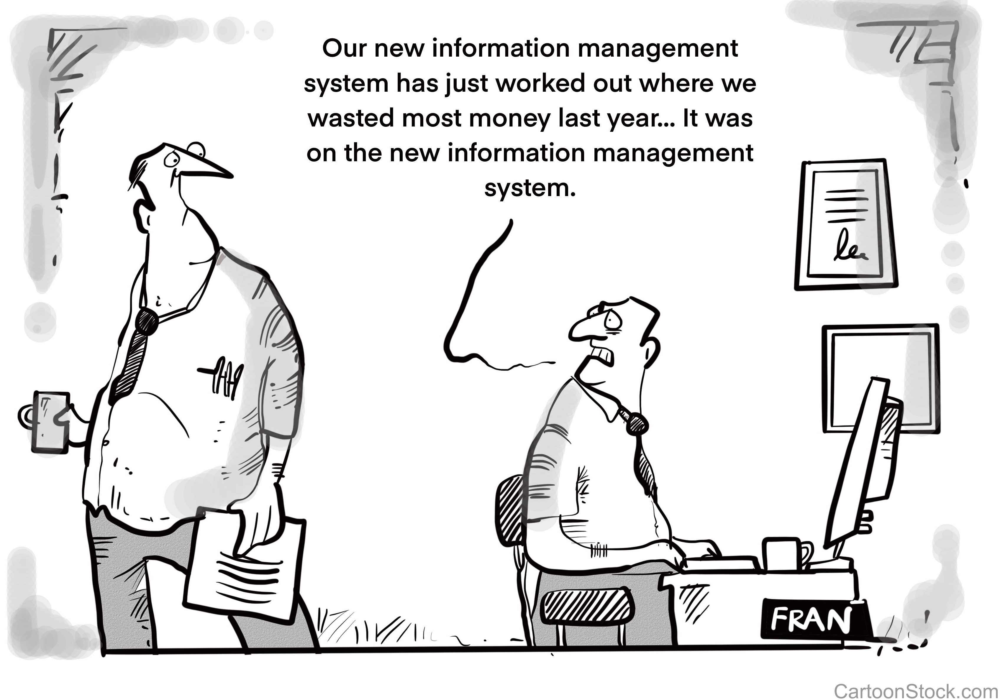 Our new information management
system has just worked out where we
wasted most money last year... It was
on the new information management
system.
FRAN
CartoonStock.com